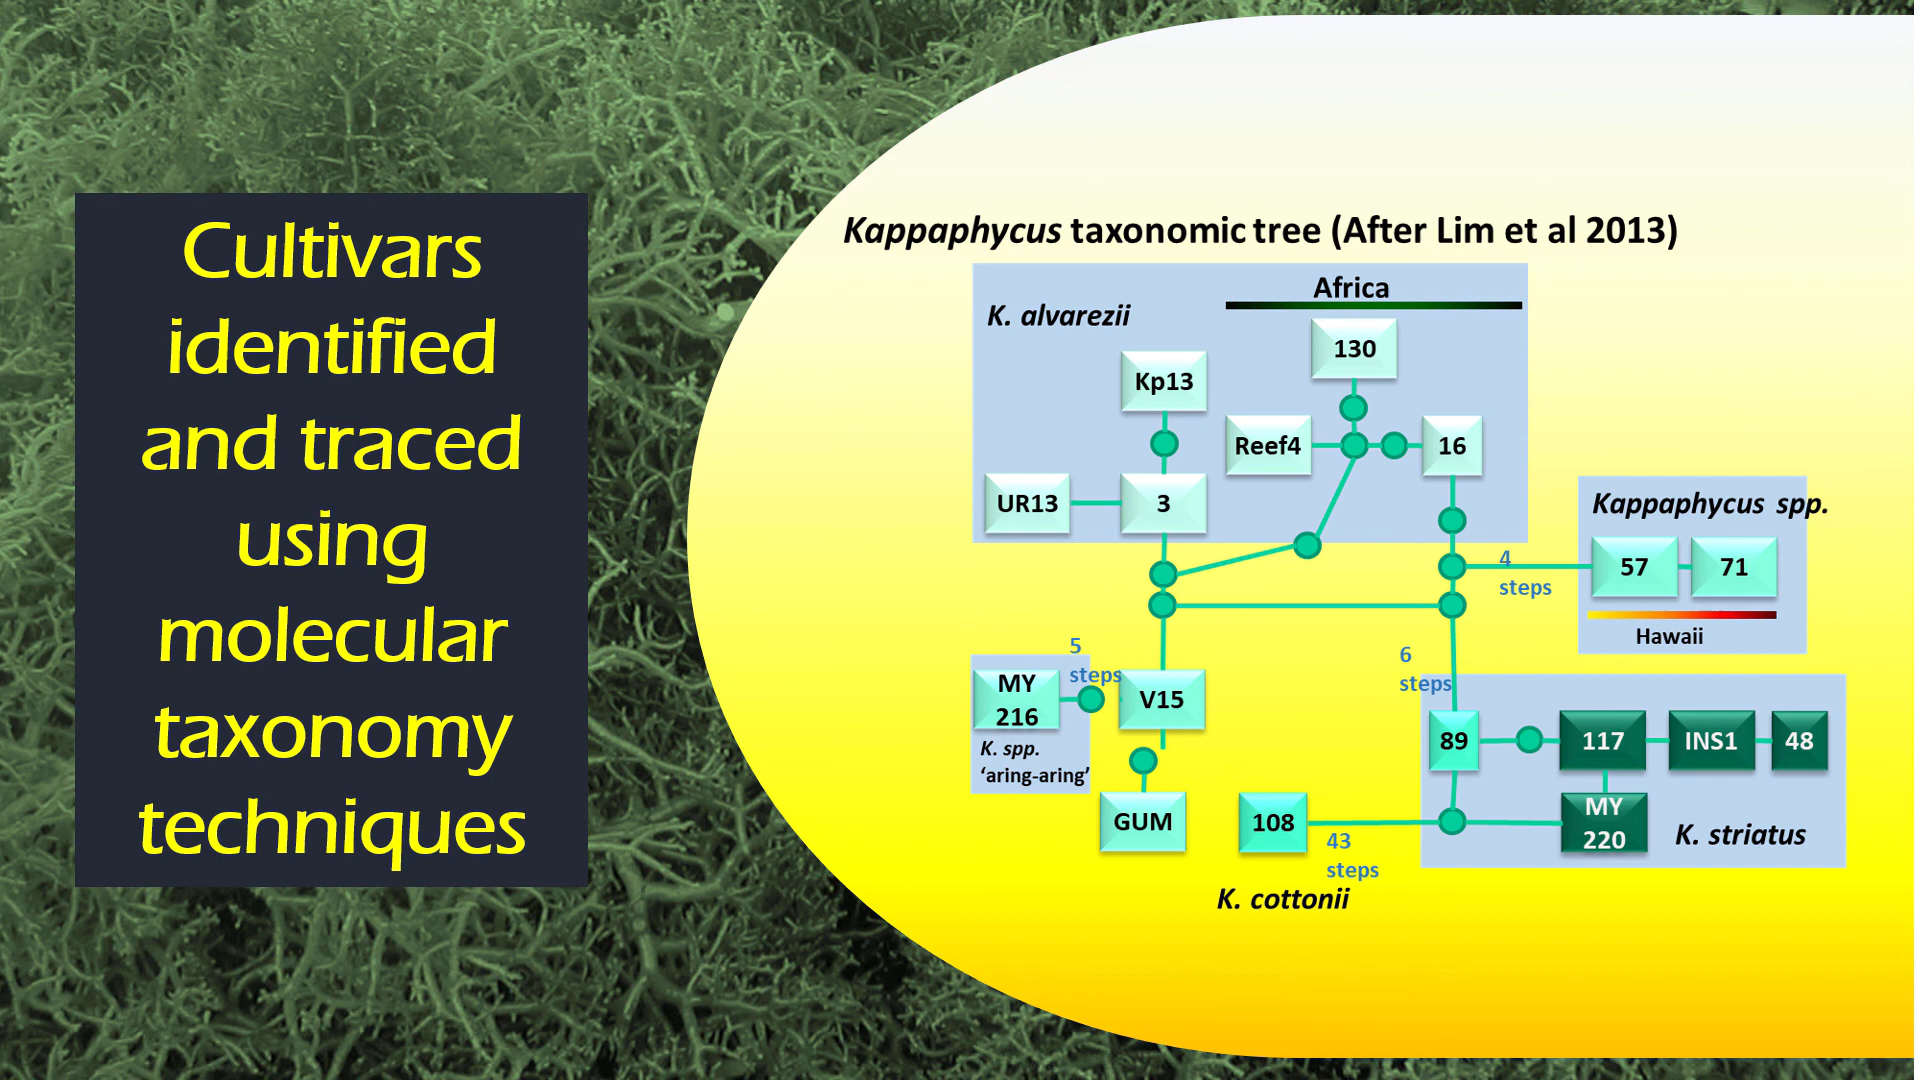 Cultivars
identified
and traced
using
molecular
taxonomy
techniques
Kappaphycus taxonomic tree (After Lim et al 2013)
Africa
K. alvarezii
130
Kp13
Reef4
16
UR13
3
Kappaphycus spp.
4
steps
57
71
Hawaii
5
steps
6
steps
MY
216
V15
K. spp.
‘aring-aring’
89
117
INS1
48
GUM
108
43
steps
MY
220
K. striatus
K. cottonii